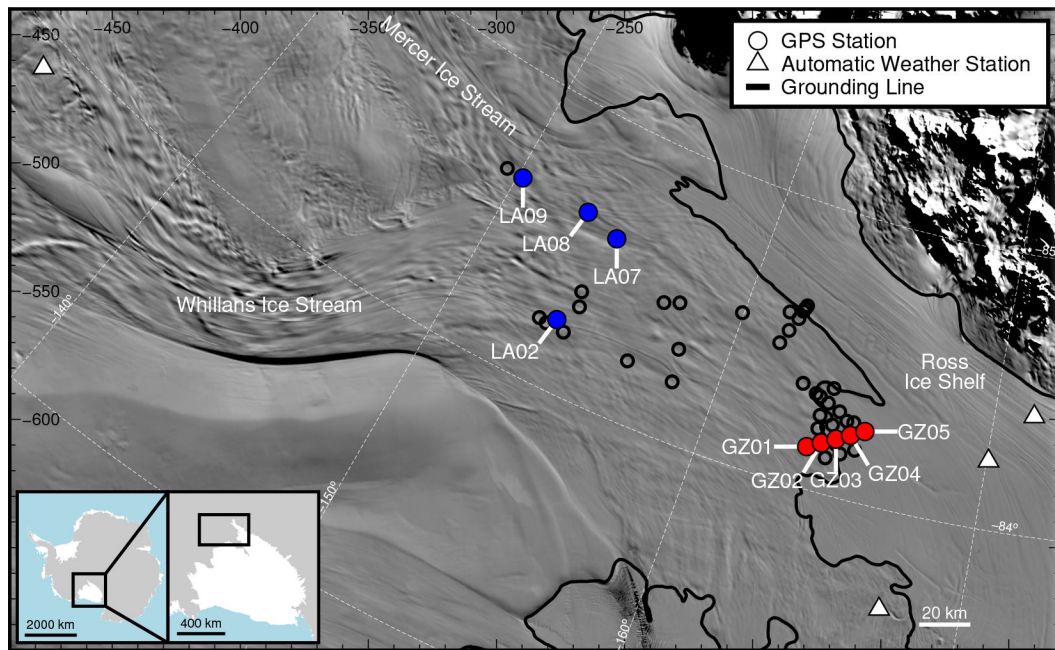 −450
−400
−350
−300
−250
−500
−550
−600
GPS Station
Automatic Weather Station
Grounding Line
Mercer Ice Stream
LA09
LA08
LA07
Whillans Ice Stream
LA02
−140°
−85
Ross
Ice Shelf
GZ01
GZ05
GZ02
GZ03
GZ04
−150°
−84°
−160°
2000 km
400 km
20 km